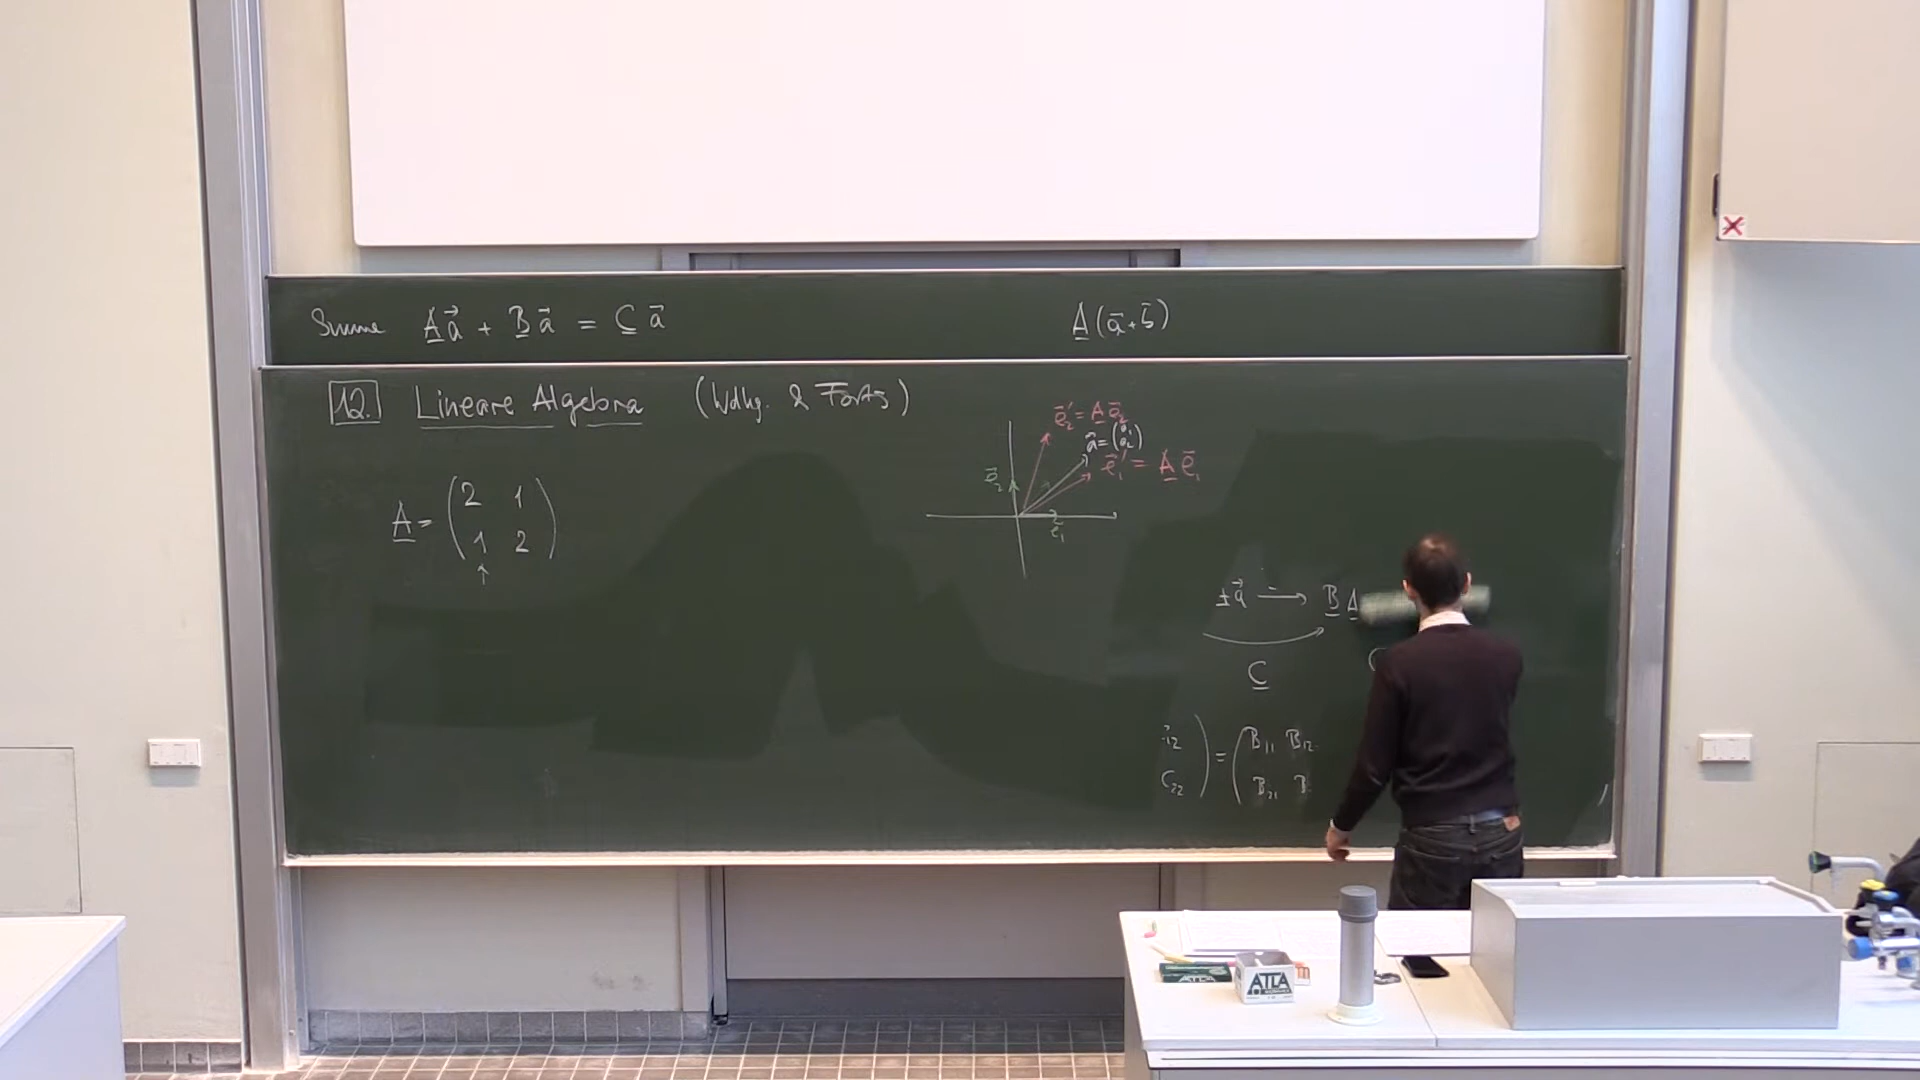 Summe A a⃗ + B a⃗ = C a⃗
A (a⃗ + b⃗)
12. Lineare Algebra (Wdhg. & Forts)
e⃗₂' = A e⃗₂
a⃗ = (a₁ a₂)
e⃗₁' = A e⃗₁
e⃗₂
e⃗₁
A = ( 2 1
1 2 )
↑
a⃗ → B A
C
₁₂ ) = ( B₁₁ B₁₂
C₂₂ B₂₁ B
ATLA